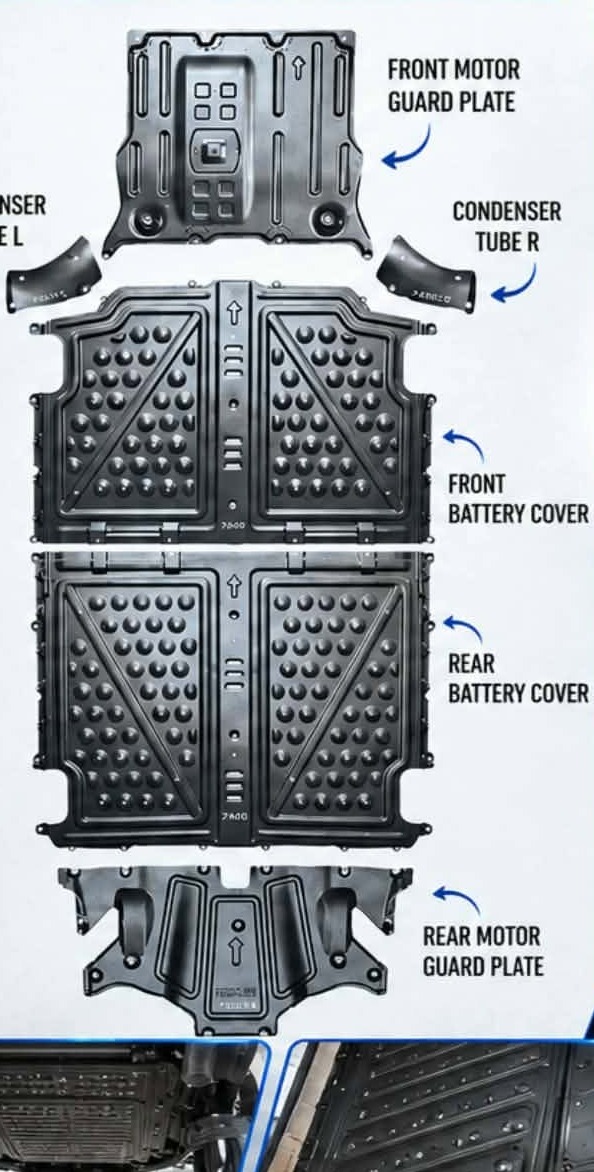 FRONT MOTOR
GUARD PLATE
NSER
E L
CONDENSER
TUBE R
FRONT
BATTERY COVER
REAR
BATTERY COVER
REAR MOTOR
GUARD PLATE